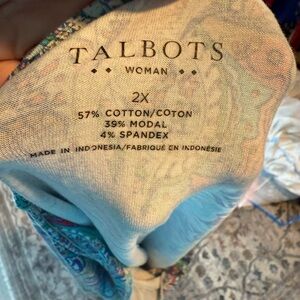 TALBOTS
WOMAN
2X
57% COTTON/COTON
39% MODAL
4% SPANDEX
MADE IN INDONESIA/FABRIQUÉ EN INDONÉSIE